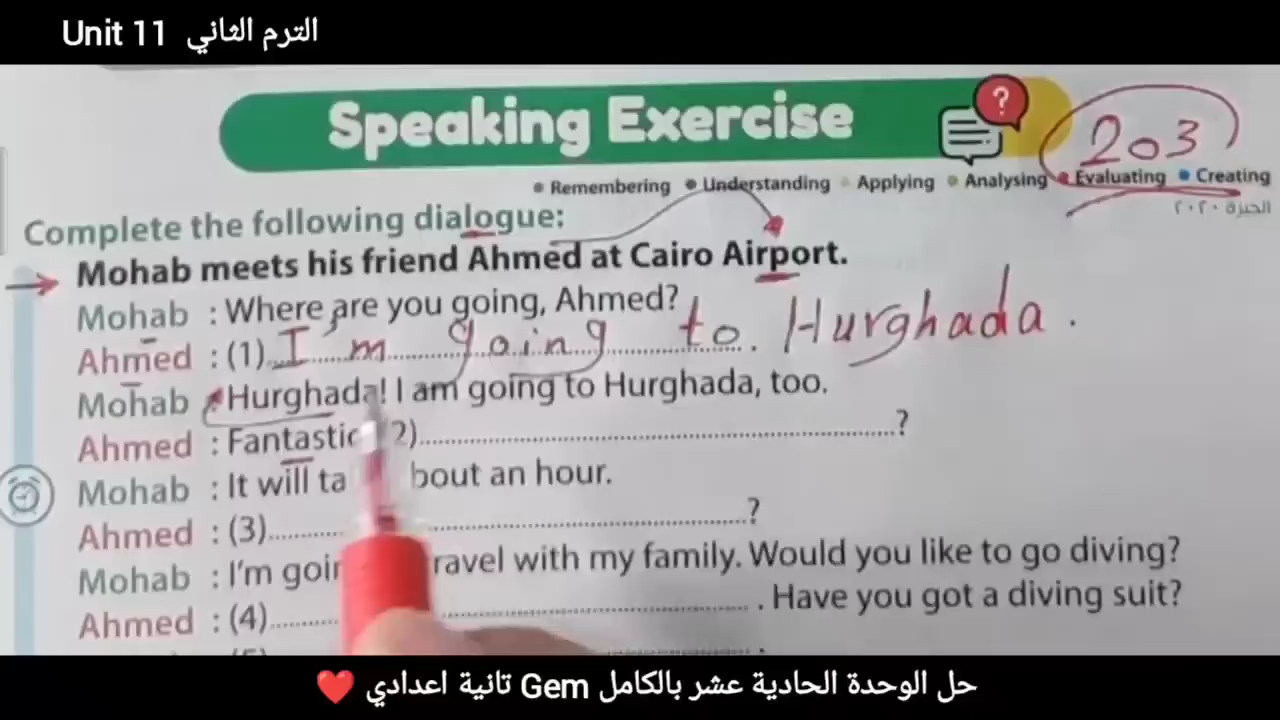 Unit 11 الترم الثاني
Speaking Exercise
?
203
Remembering Understanding Applying Analysing Evaluating Creating
الجيزة ٢٠٢٠
Complete the following dialogue:
Mohab meets his friend Ahmed at Cairo Airport.
Mohab : Where are you going, Ahmed?
Ahmed : (1) I'm going to. Hurghada.
Mohab : Hurghada! I am going to Hurghada, too.
Ahmed : Fantastic (2)..............................?
Mohab : It will ta bout an hour.
Ahmed : (3)..............................?
Mohab : I'm goin ravel with my family. Would you like to go diving?
Ahmed : (4).............................. . Have you got a diving suit?
حل الوحدة الحادية عشر بالكامل Gem تانية اعدادي ❤️